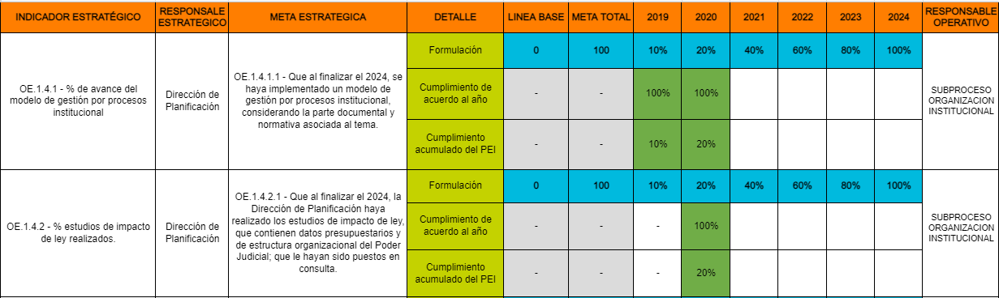 INDICADOR ESTRATÉGICO
RESPONSALE
ESTRATEGICO
META ESTRATEGICA
DETALLE
LINEA BASE
META TOTAL
2019
2020
2021
2022
2023
2024
RESPONSABLE
OPERATIVO
OE.1.4.1 - % de avance del
modelo de gestión por procesos
institucional
Dirección de
Planificación
OE.1.4.1.1 - Que al finalizar el 2024, se
haya implementado un modelo de
gestión por procesos institucional,
considerando la parte documental y
normativa asociada al tema.
Formulación
0
100
10%
20%
40%
60%
80%
100%
Cumplimiento de
acuerdo al año
-
-
100%
100%
Cumplimiento
acumulado del PEI
-
-
10%
20%
SUBPROCESO
ORGANIZACION
INSTITUCIONAL
OE.1.4.2 - % estudios de impacto
de ley realizados.
Dirección de
Planificación
OE.1.4.2.1 - Que al finalizar el 2024, la
Dirección de Planificación haya
realizado los estudios de impacto de ley,
que contienen datos presupuestarios y
de estructura organizacional del Poder
Judicial; que le hayan sido puestos en
consulta.
Formulación
0
100
10%
20%
40%
60%
80%
100%
Cumplimiento de
acuerdo al año
-
-
-
100%
Cumplimiento
acumulado del PEI
-
-
-
20%
SUBPROCESO
ORGANIZACION
INSTITUCIONAL